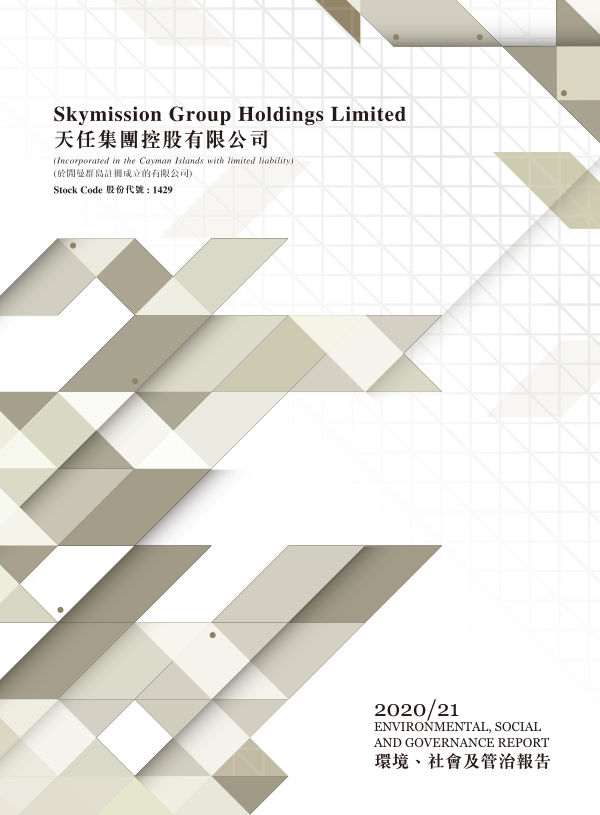 Skymission Group Holdings Limited
天任集團控股有限公司
(Incorporated in the Cayman Islands with limited liability)
(於開曼群島註冊成立的有限公司)
Stock Code 股份代號 : 1429
2020/21
ENVIRONMENTAL, SOCIAL
AND GOVERNANCE REPORT
環境、社會及管治報告